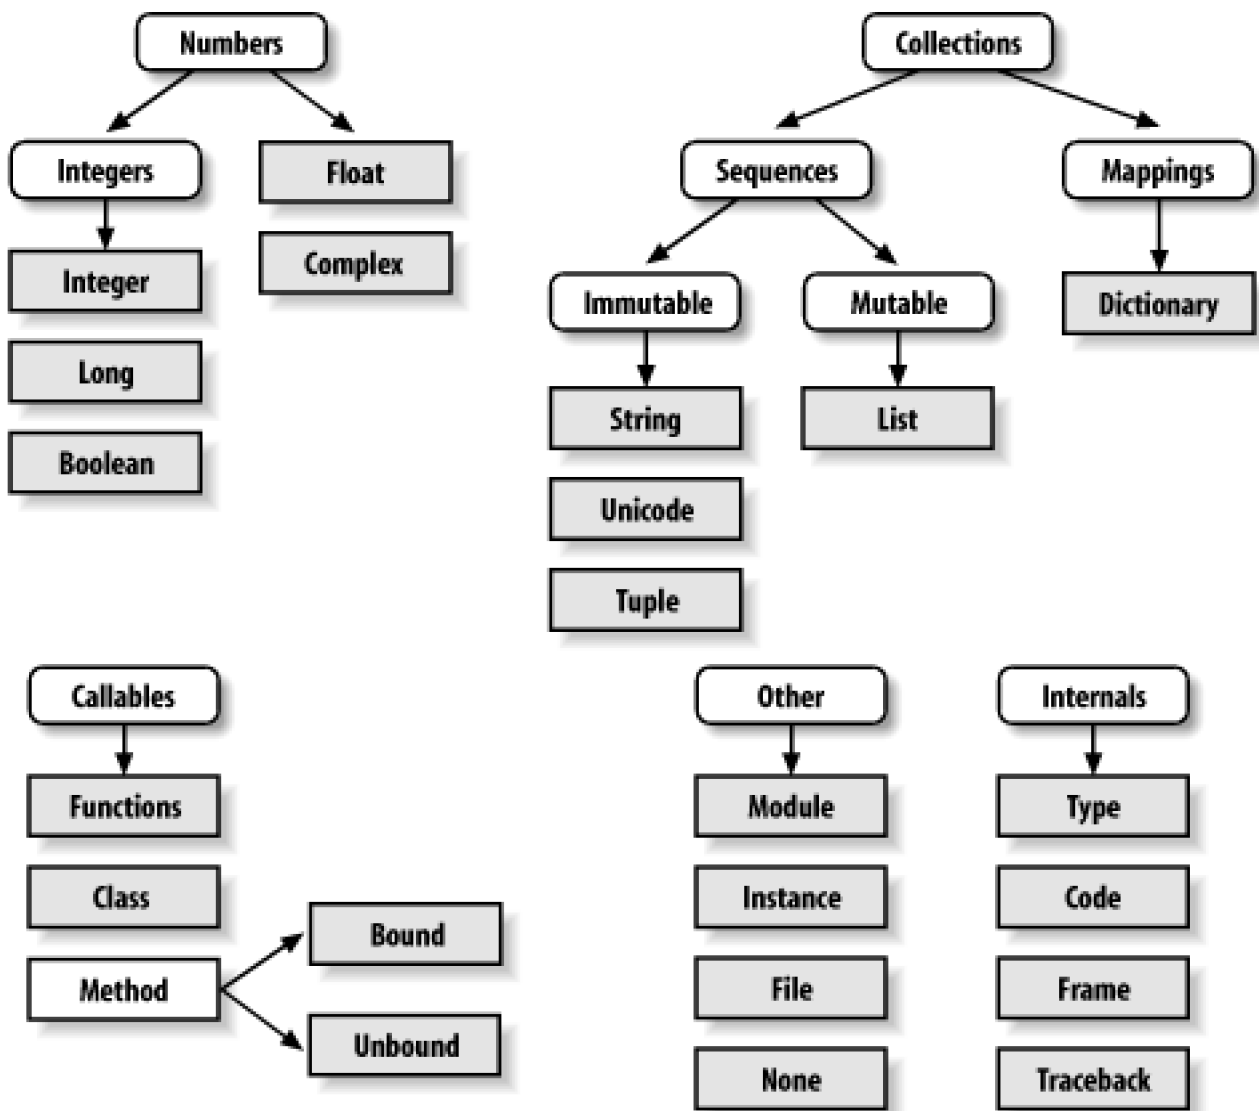 Numbers
Integers
Float
Integer
Complex
Long
Boolean
Collections
Sequences
Mappings
Immutable
Mutable
Dictionary
String
List
Unicode
Tuple
Callables
Functions
Class
Method
Bound
Unbound
Other
Module
Instance
File
None
Internals
Type
Code
Frame
Traceback